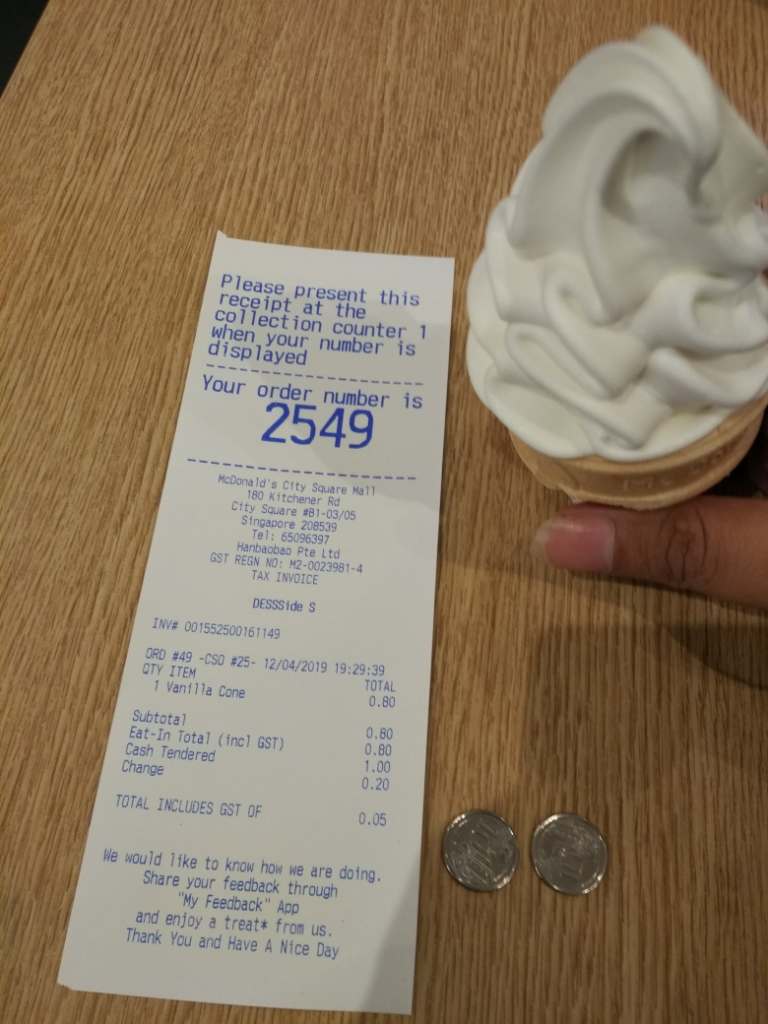 Please present this
receipt at the
collection counter 1
when your number is
displayed
Your order number is
2549
McDonald's City Square Mall
180 Kitchener Rd
City Square #B1-03/05
Singapore 208539
Tel: 65096397
Hanbaobao Pte Ltd
GST REGN NO: M2-0023981-4
TAX INVOICE
DESSSide S
INV# 001552500161149
ORD #49 -CSO #25- 12/04/2019 19:29:39
QTY ITEM TOTAL
1 Vanilla Cone 0.80
Subtotal 0.80
Eat-In Total (incl GST) 0.80
Cash Tendered 1.00
Change 0.20
TOTAL INCLUDES GST OF 0.05
We would like to know how we are doing.
Share your feedback through
"My Feedback" App
and enjoy a treat* from us.
Thank You and Have A Nice Day